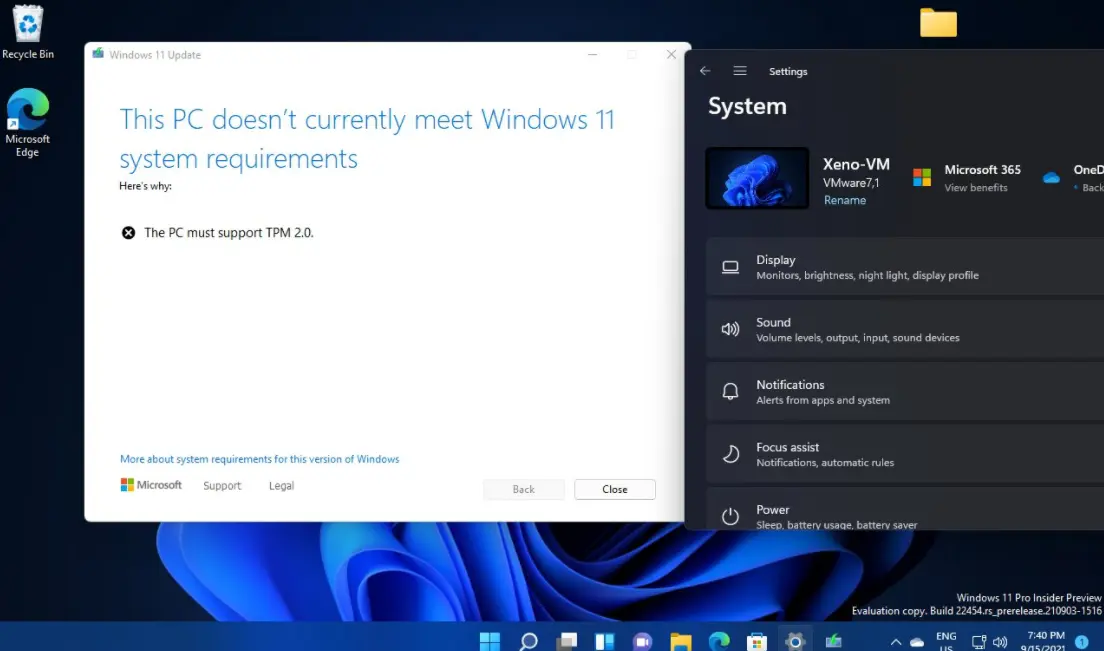 Recycle Bin
Microsoft
Edge
Windows 11 Update
This PC doesn’t currently meet Windows 11
system requirements
Here's why:
The PC must support TPM 2.0.
More about system requirements for this version of Windows
Microsoft
Support
Legal
Back
Close
Settings
System
Xeno-VM
VMware7,1
Rename
Microsoft 365
View benefits
OneD
• Back
Display
Monitors, brightness, night light, display profile
Sound
Volume levels, output, input, sound devices
Notifications
Alerts from apps and system
Focus assist
Notifications, automatic rules
Power
Sleep, battery usage, battery saver
Windows 11 Pro Insider Preview
Evaluation copy. Build 22454.rs_prerelease.210903-1516
ENG
US
7:40 PM
9/15/2021
1